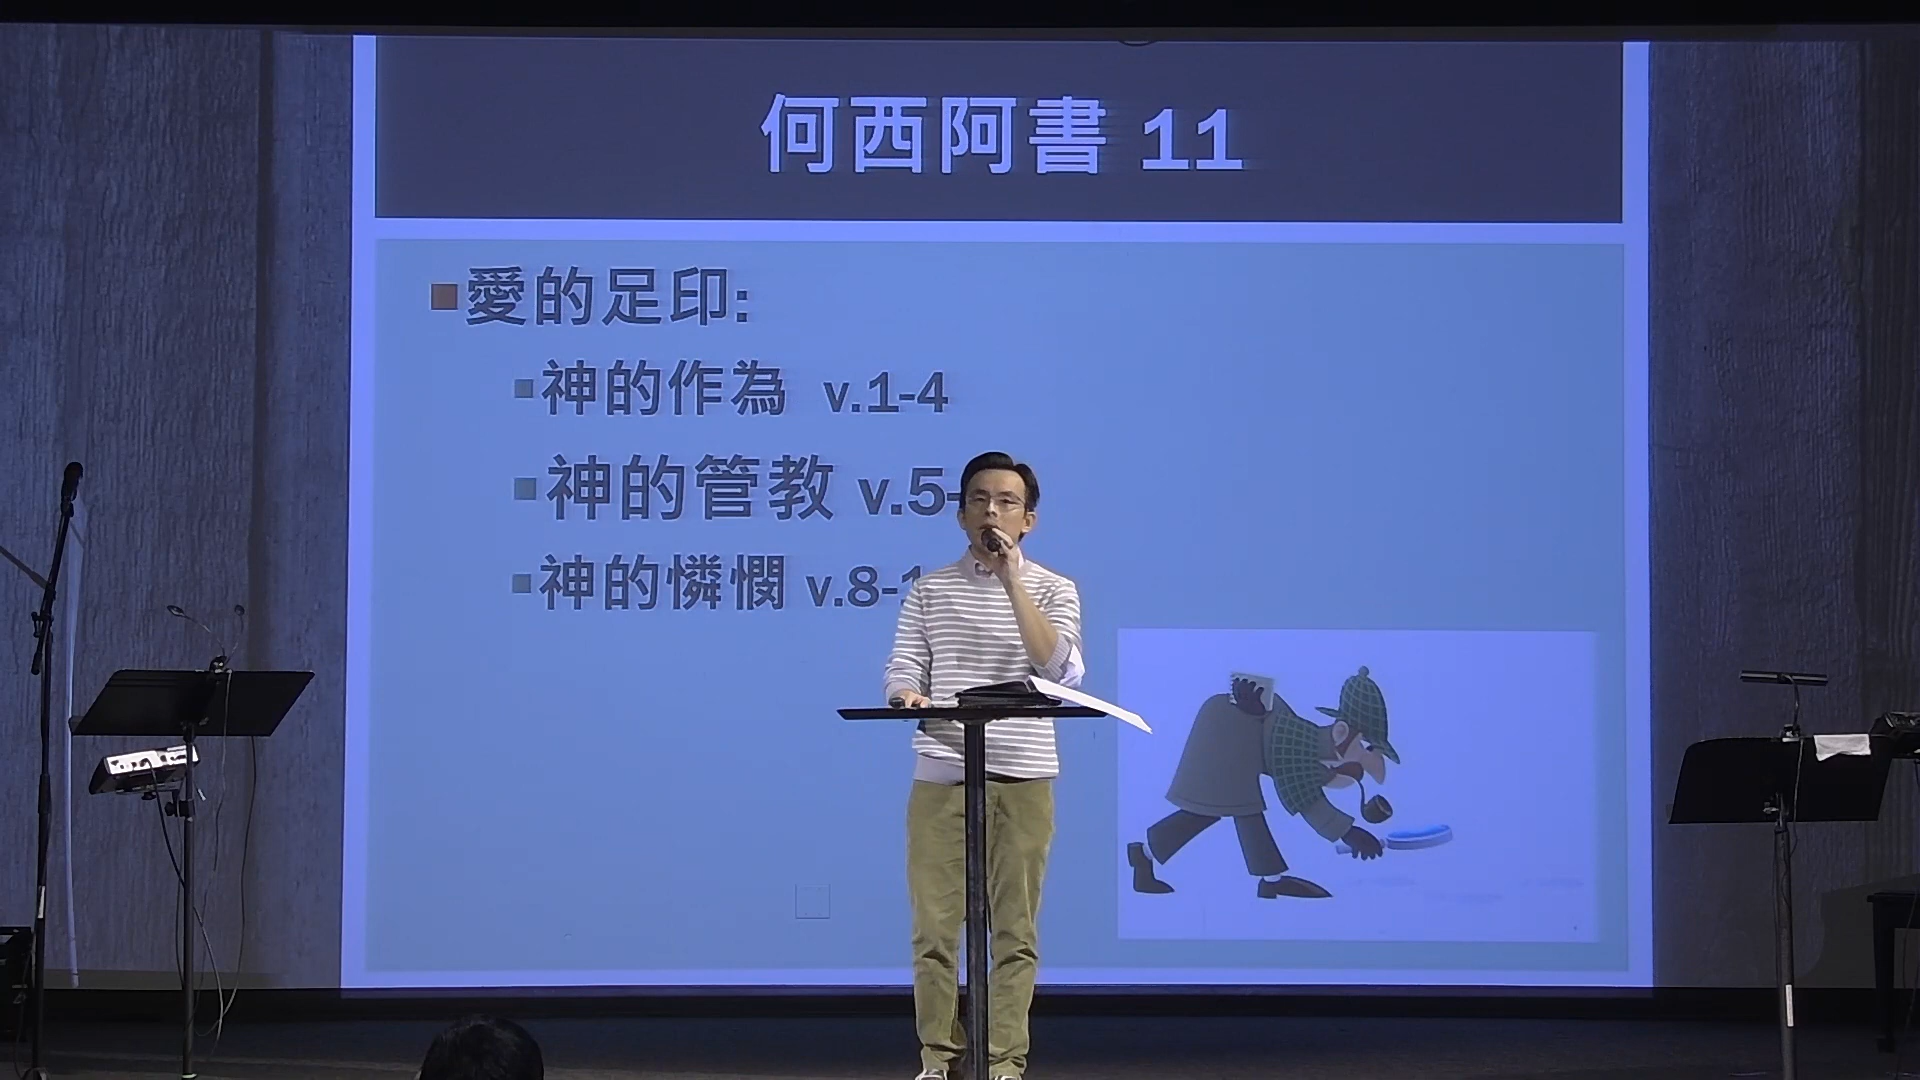 何西阿書 11
愛的足印:
神的作為 v.1-4
神的管教 v.5-
神的憐憫 v.8-1